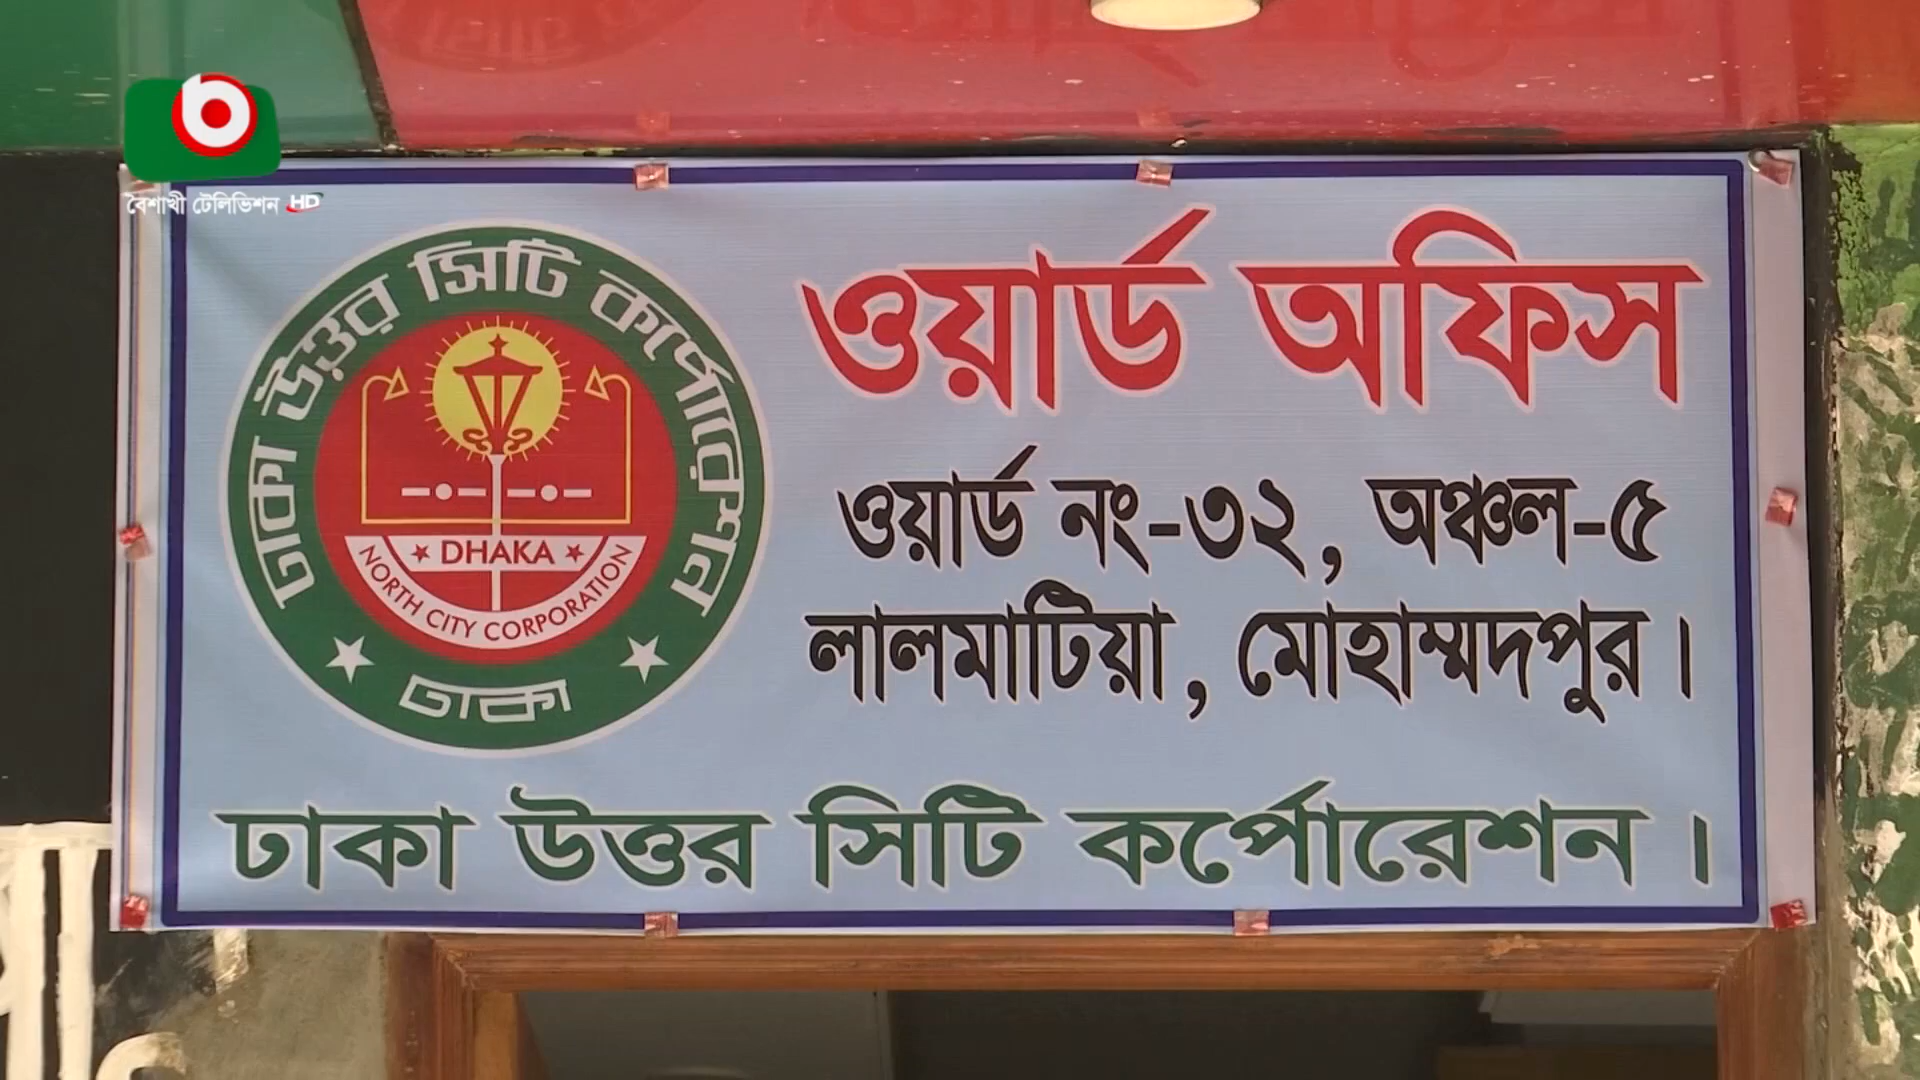 বৈশাখী টেলিভিশন HD
ঢাকা উত্তর সিটি কর্পোরেশন
DHAKA
NORTH CITY CORPORATION
ঢাকা
ওয়ার্ড অফিস
ওয়ার্ড নং-৩২, অঞ্চল-৫
লালমাটিয়া, মোহাম্মদপুর।
ঢাকা উত্তর সিটি কর্পোরেশন।